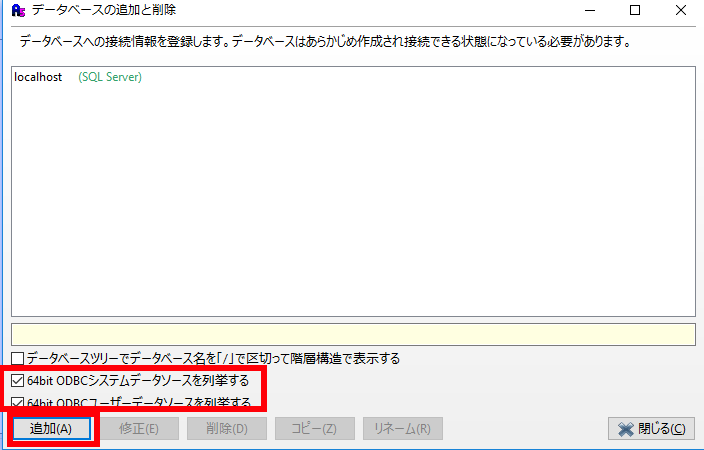 データベースの追加と削除
データベースへの接続情報を登録します。データベースはあらかじめ作成され接続できる状態になっている必要があります。
localhost (SQL Server)
データベースツリーでデータベース名を「/」で区切って階層構造で表示する
64bit ODBCシステムデータソースを列挙する
64bit ODBCユーザーデータソースを列挙する
追加(A) 修正(E) 削除(D) コピー(Z) リネーム(R) 閉じる(C)